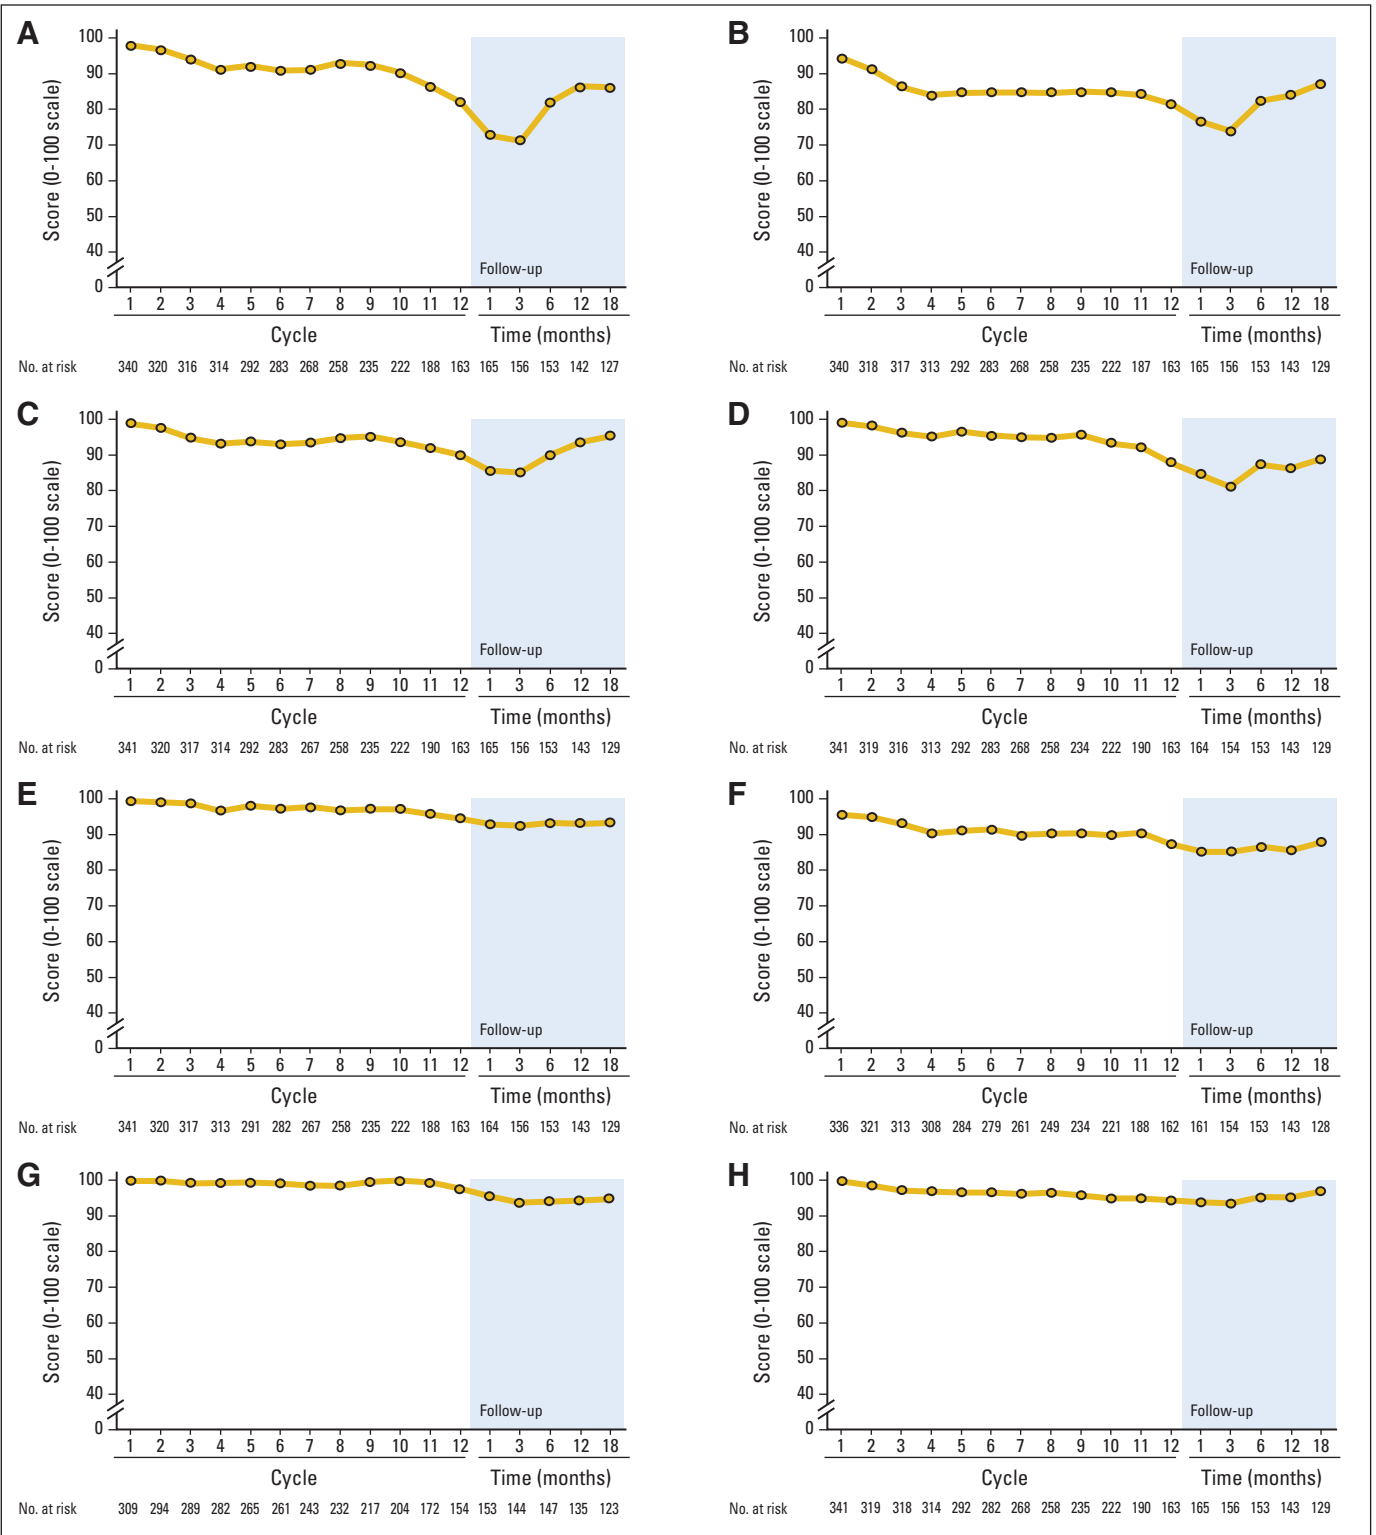 A
Score (0-100 scale)
100
90
80
70
60
50
40
0
Follow-up
1 2 3 4 5 6 7 8 9 10 11 12 1 3 6 12 18
Cycle Time (months)
No. at risk 340 320 316 314 292 283 268 258 235 222 188 163 165 156 153 142 127
B
Score (0-100 scale)
100
90
80
70
60
50
40
0
Follow-up
1 2 3 4 5 6 7 8 9 10 11 12 1 3 6 12 18
Cycle Time (months)
No. at risk 340 318 317 313 292 283 268 258 235 222 187 163 165 156 153 143 129
C
Score (0-100 scale)
100
90
80
70
60
50
40
0
Follow-up
1 2 3 4 5 6 7 8 9 10 11 12 1 3 6 12 18
Cycle Time (months)
No. at risk 341 320 317 314 292 283 267 258 235 222 190 163 165 156 153 143 129
D
Score (0-100 scale)
100
90
80
70
60
50
40
0
Follow-up
1 2 3 4 5 6 7 8 9 10 11 12 1 3 6 12 18
Cycle Time (months)
No. at risk 341 319 316 313 292 283 268 258 234 222 190 163 164 154 153 143 129
E
Score (0-100 scale)
100
90
80
70
60
50
40
0
Follow-up
1 2 3 4 5 6 7 8 9 10 11 12 1 3 6 12 18
Cycle Time (months)
No. at risk 341 320 317 313 291 282 267 258 235 222 188 163 164 156 153 143 129
F
Score (0-100 scale)
100
90
80
70
60
50
40
0
Follow-up
1 2 3 4 5 6 7 8 9 10 11 12 1 3 6 12 18
Cycle Time (months)
No. at risk 336 321 313 308 284 279 261 249 234 221 188 162 161 154 153 143 128
G
Score (0-100 scale)
100
90
80
70
60
50
40
0
Follow-up
1 2 3 4 5 6 7 8 9 10 11 12 1 3 6 12 18
Cycle Time (months)
No. at risk 309 294 289 282 265 261 243 232 217 204 172 154 153 144 147 135 123
H
Score (0-100 scale)
100
90
80
70
60
50
40
0
Follow-up
1 2 3 4 5 6 7 8 9 10 11 12 1 3 6 12 18
Cycle Time (months)
No. at risk 341 319 318 314 292 282 268 258 235 222 190 163 165 156 153 143 129